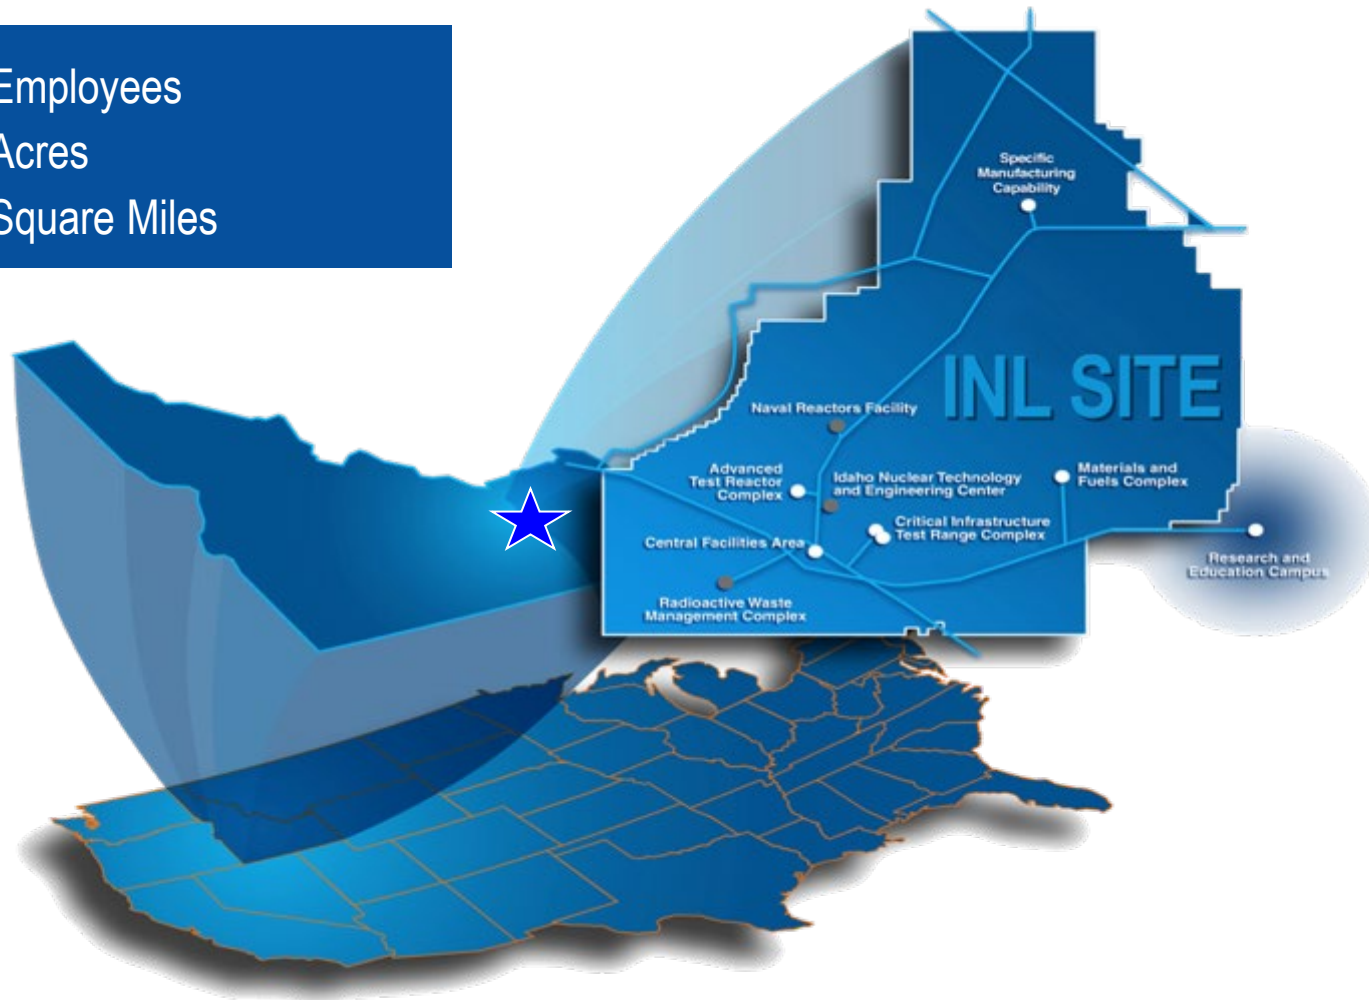 Employees
Acres
Square Miles
Specific
Manufacturing
Capability
INL SITE
Naval Reactors Facility
Advanced
Test Reactor
Complex
Idaho Nuclear Technology
and Engineering Center
Materials and
Fuels Complex
Critical Infrastructure
Test Range Complex
Central Facilities Area
Research and
Education Campus
Radioactive Waste
Management Complex